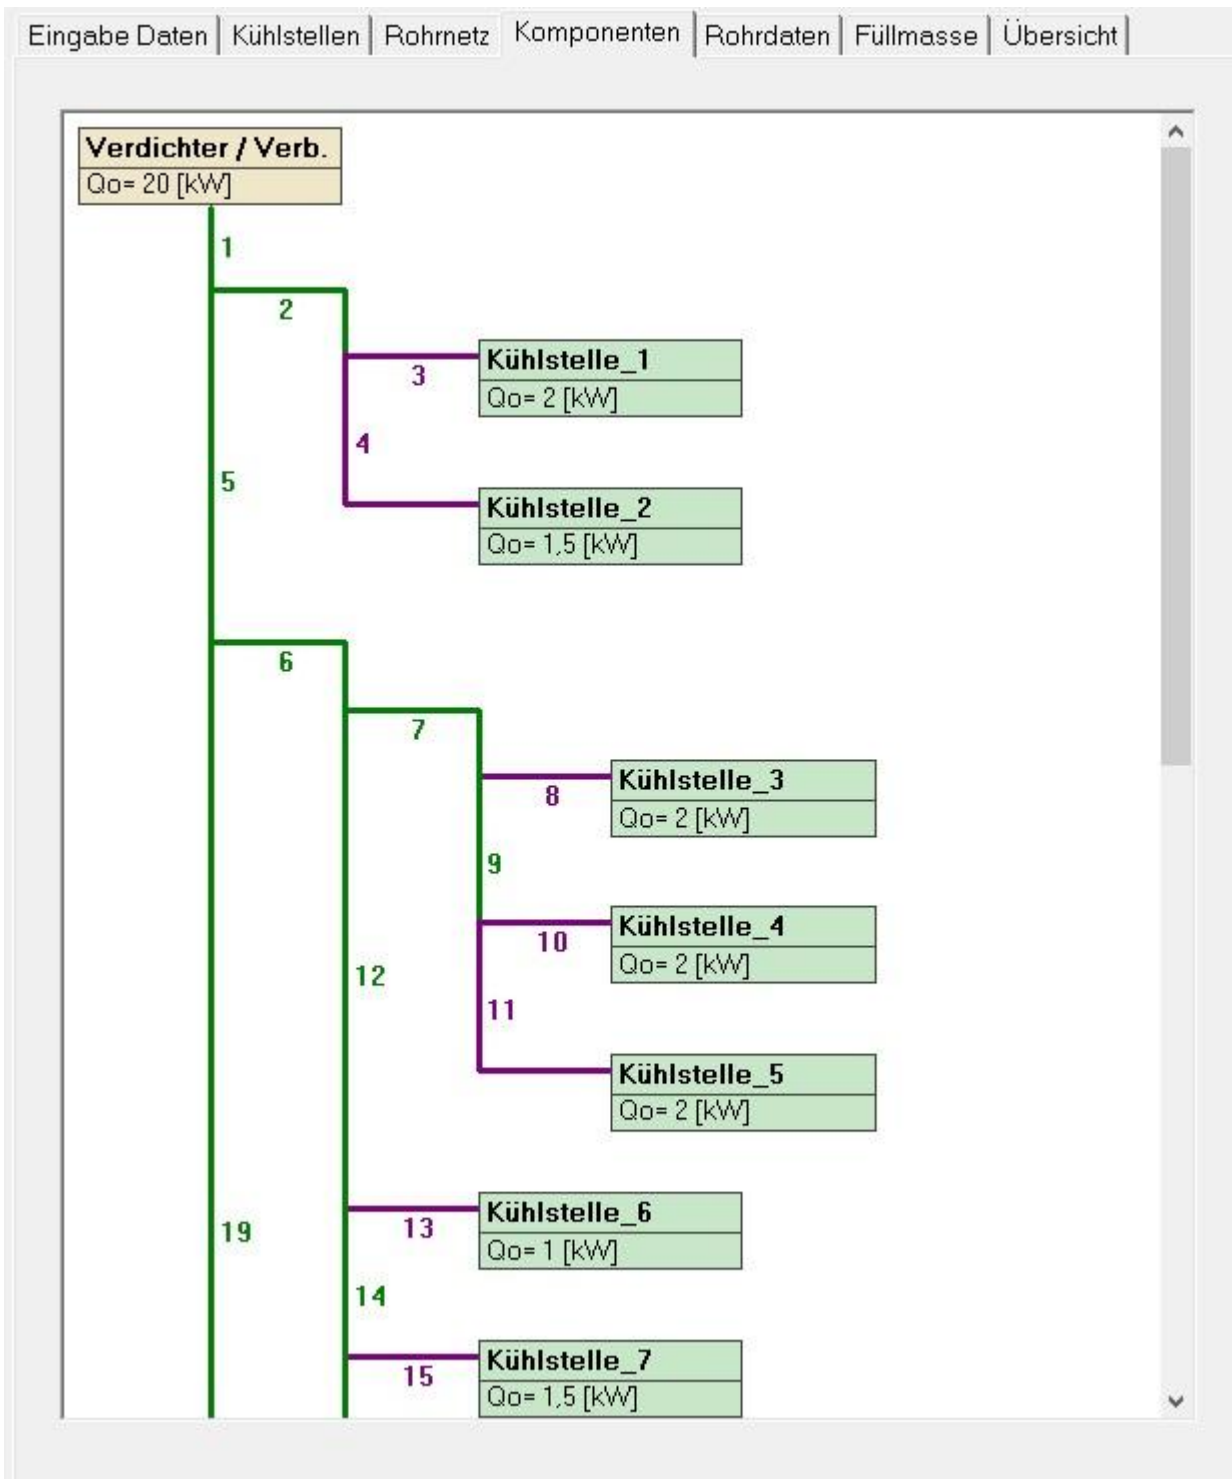 Eingabe Daten Kühlstellen Rohrnetz Komponenten Rohrdaten Füllmasse Übersicht
Verdichter / Verb.
Qo= 20 [kW]
1
2
3
Kühlstelle_1
Qo= 2 [kW]
4
5
Kühlstelle_2
Qo= 1,5 [kW]
6
7
8
Kühlstelle_3
Qo= 2 [kW]
9
10
Kühlstelle_4
Qo= 2 [kW]
12
11
Kühlstelle_5
Qo= 2 [kW]
19
13
Kühlstelle_6
Qo= 1 [kW]
14
15
Kühlstelle_7
Qo= 1,5 [kW]